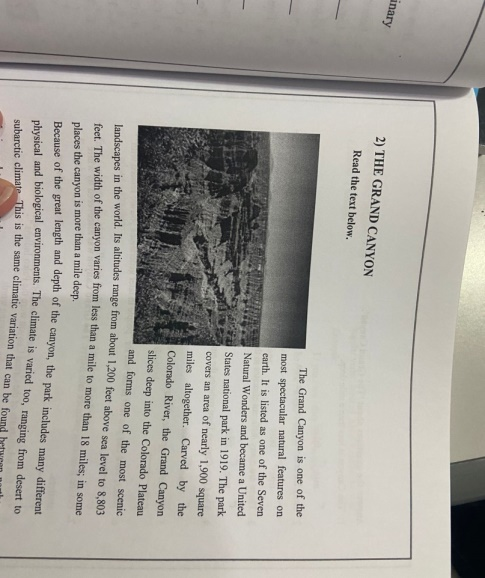 inary
2) THE GRAND CANYON
Read the text below.
The Grand Canyon is one of the
most spectacular natural features on
earth. It is listed as one of the Seven
Natural Wonders and became a United
States national park in 1919. The park
covers an area of nearly 1,900 square
miles altogether. Carved by the
Colorado River, the Grand Canyon
slices deep into the Colorado Plateau
and forms one of the most scenic
landscapes in the world. Its altitudes range from about 1,200 feet above sea level to 8,803
feet. The width of the canyon varies from less than a mile to more than 18 miles; in some
places the canyon is more than a mile deep.
Because of the great length and depth of the canyon, the park includes many different
physical and biological environments. The climate is varied too, ranging from desert to
subarctic climate. This is the same climatic variation that can be found between